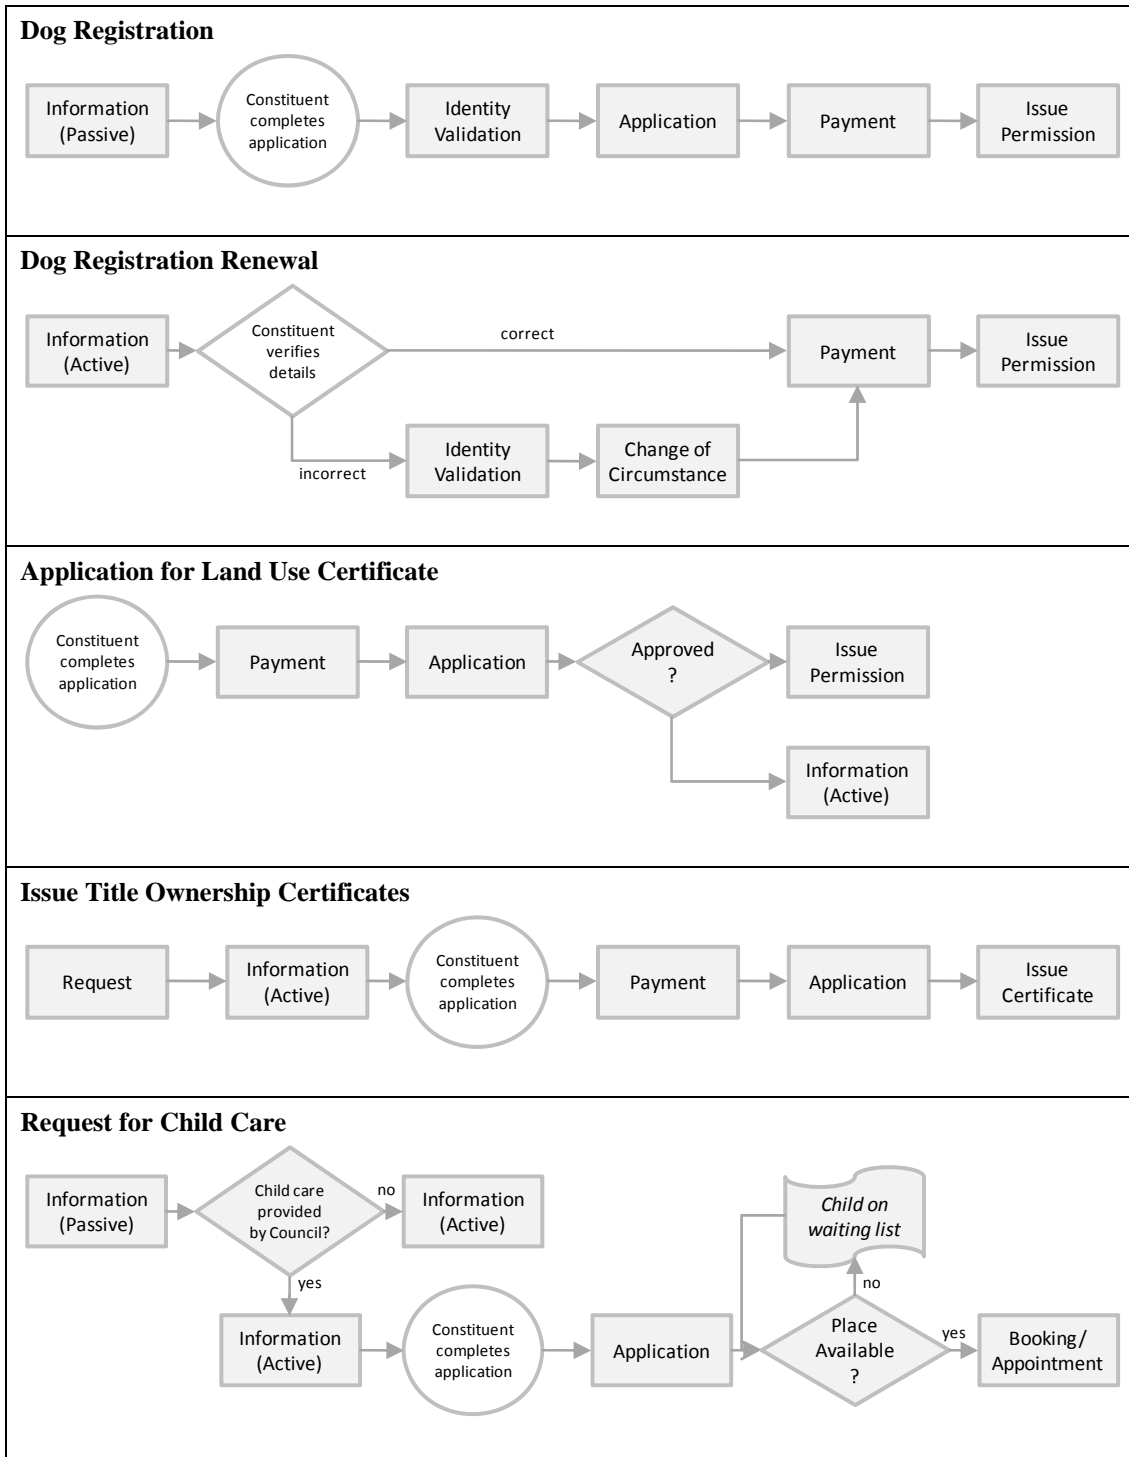 Dog Registration
Information
(Passive)
Constituent
completes
application
Identity
Validation
Application
Payment
Issue
Permission
Dog Registration Renewal
Information
(Active)
Constituent
verifies
details
correct
Payment
Issue
Permission
incorrect
Identity
Validation
Change of
Circumstance
Application for Land Use Certificate
Constituent
completes
application
Payment
Application
Approved
?
Issue
Permission
Information
(Active)
Issue Title Ownership Certificates
Request
Information
(Active)
Constituent
completes
application
Payment
Application
Issue
Certificate
Request for Child Care
Information
(Passive)
Child care
provided
by Council?
no
Information
(Active)
yes
Information
(Active)
Constituent
completes
application
Application
Child on
waiting list
no
Place
Available
?
yes
Booking/
Appointment